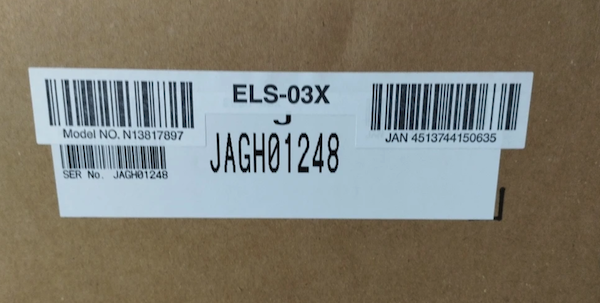 ELS-03X
Model NO. N13817897
JAN 4513744150635
JAGH01248
SER No. JAGH01248